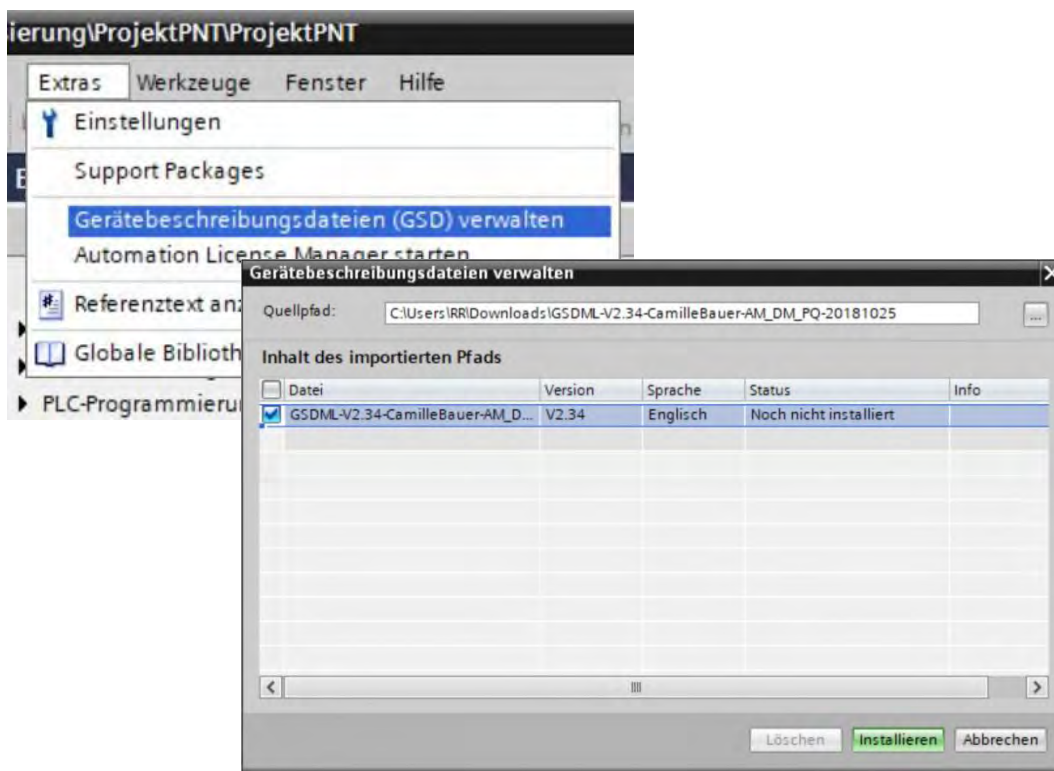 ierung\ProjektPNT\ProjektPNT
Extras Werkzeuge Fenster Hilfe
Einstellungen
Support Packages
Gerätebeschreibungsdateien (GSD) verwalten
Automation License Manager starten
Referenztext anz
Globale Biblioth
PLC-Programmieru
Gerätebeschreibungsdateien verwalten
Quellpfad: C:\Users\RR\Downloads\GSDML-V2.34-CamilleBauer-AM_DM_PQ-20181025 ...
Inhalt des importierten Pfads
Datei Version Sprache Status Info
GSDML-V2.34-CamilleBauer-AM_D... V2.34 Englisch Noch nicht installiert
Löschen Installieren Abbrechen